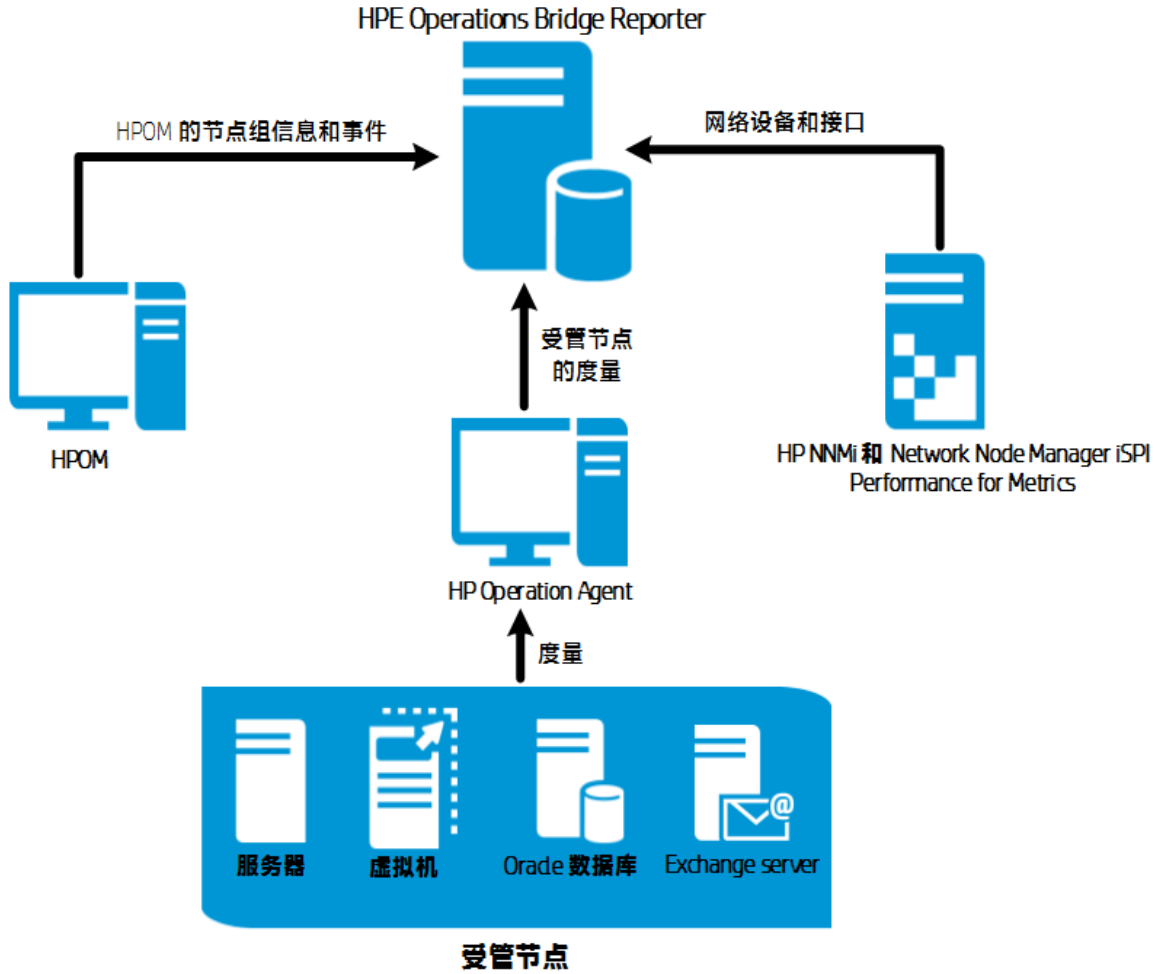 HPE Operations Bridge Reporter
HPOM 的节点组信息和事件
网络设备和接口
受管节点
的度量
HPOM
HP NNMi 和 Network Node Manager iSPI
Performance for Metrics
HP Operation Agent
度量
服务器
虚拟机
Oracle 数据库
Exchange server
受管节点